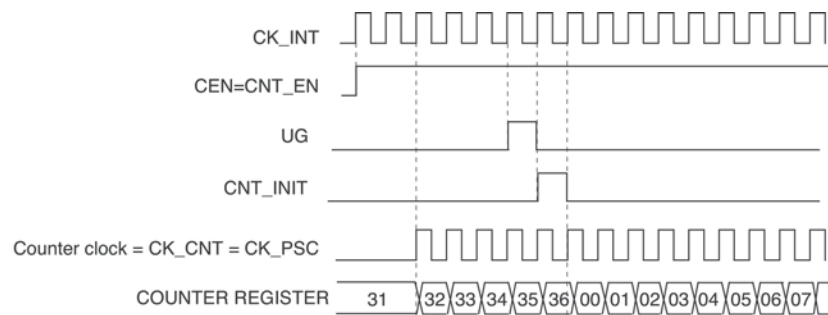 CK_INT
CEN=CNT_EN
UG
CNT_INIT
Counter clock = CK_CNT = CK_PSC
COUNTER REGISTER 31 32 33 34 35 36 00 01 02 03 04 05 06 07